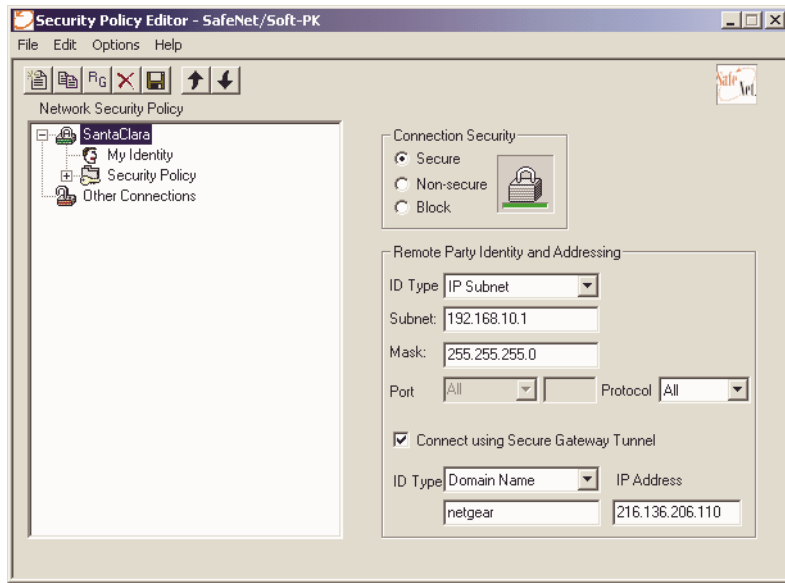 Security Policy Editor - SafeNet/Soft-PK
File Edit Options Help
RG
Safe Net.
Network Security Policy
SantaClara
My Identity
Security Policy
Other Connections
Connection Security
Secure
Non-secure
Block
Remote Party Identity and Addressing
ID Type IP Subnet
Subnet: 192.168.10.1
Mask: 255.255.255.0
Port All Protocol All
Connect using Secure Gateway Tunnel
ID Type Domain Name IP Address
netgear 216.136.206.110